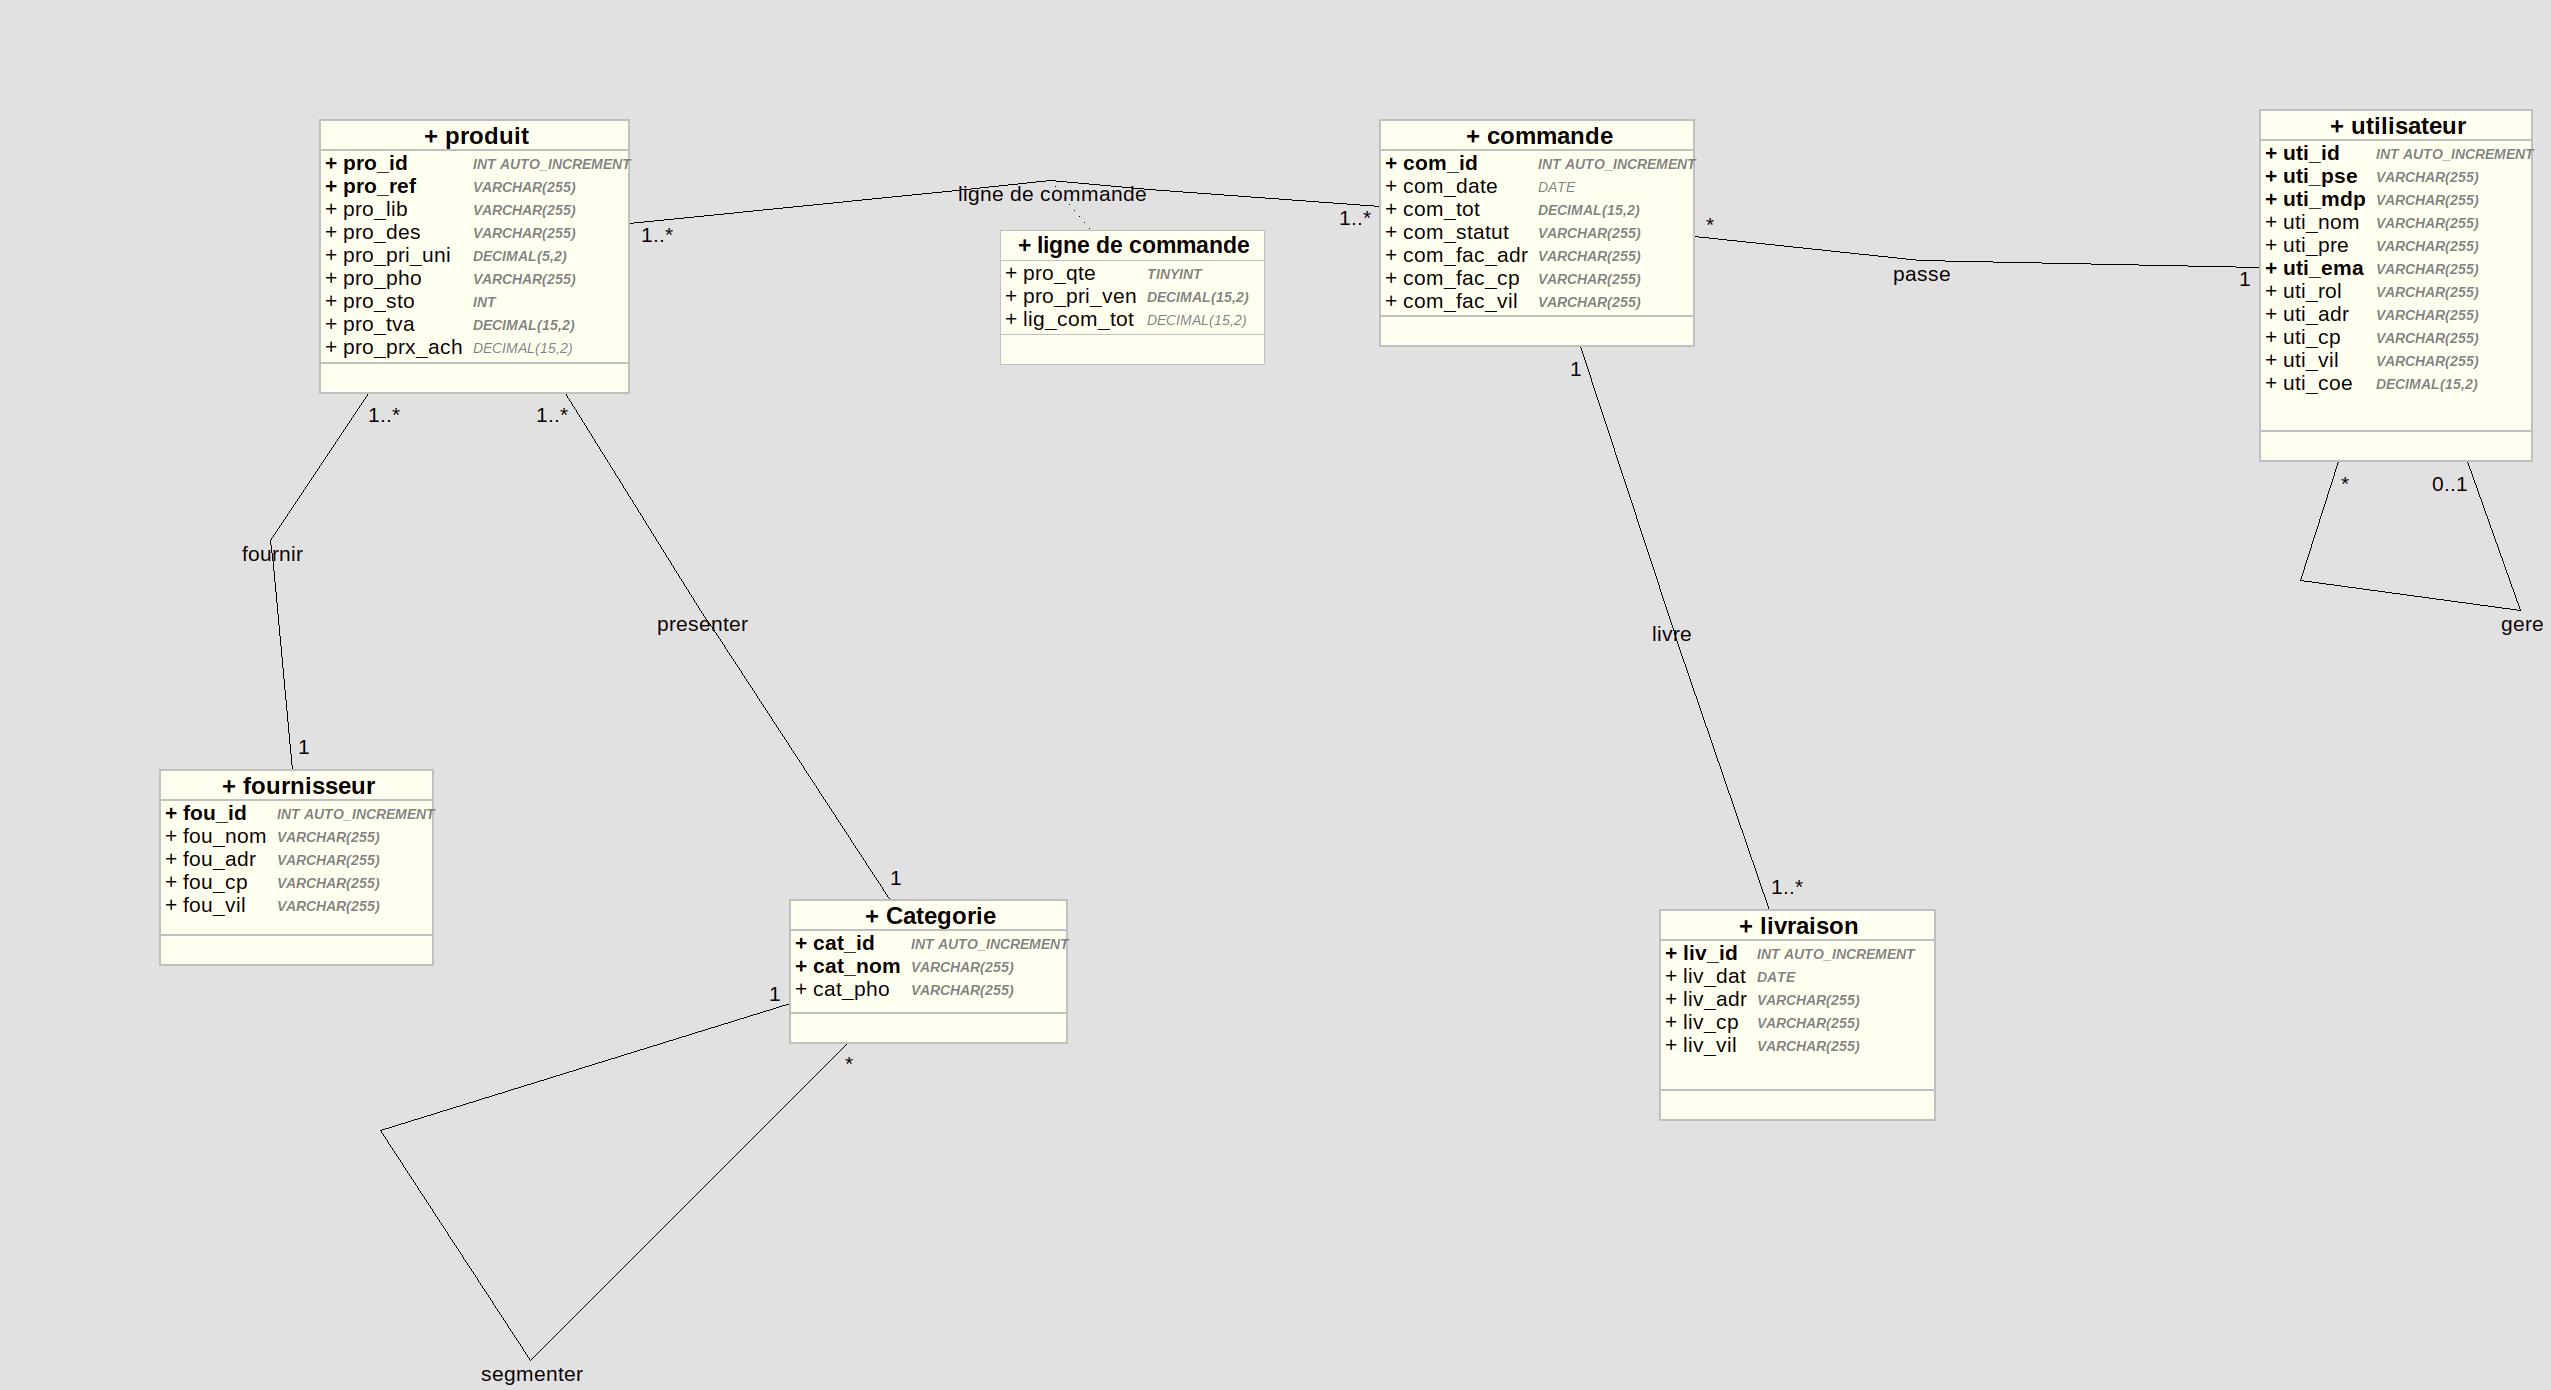 + produit
+ pro_id INT AUTO_INCREMENT
+ pro_ref VARCHAR(255)
+ pro_lib VARCHAR(255)
+ pro_des VARCHAR(255)
+ pro_pri_uni DECIMAL(5,2)
+ pro_pho VARCHAR(255)
+ pro_sto INT
+ pro_tva DECIMAL(15,2)
+ pro_prx_ach DECIMAL(15,2)
1..*
ligne de commande
1..*
+ ligne de commande
+ pro_qte TINYINT
+ pro_pri_ven DECIMAL(15,2)
+ lig_com_tot DECIMAL(15,2)
+ commande
+ com_id INT AUTO_INCREMENT
+ com_date DATE
+ com_tot DECIMAL(15,2)
+ com_statut VARCHAR(255)
+ com_fac_adr VARCHAR(255)
+ com_fac_cp VARCHAR(255)
+ com_fac_vil VARCHAR(255)
*
passe
1
+ utilisateur
+ uti_id INT AUTO_INCREMENT
+ uti_pse VARCHAR(255)
+ uti_mdp VARCHAR(255)
+ uti_nom VARCHAR(255)
+ uti_pre VARCHAR(255)
+ uti_ema VARCHAR(255)
+ uti_rol VARCHAR(255)
+ uti_adr VARCHAR(255)
+ uti_cp VARCHAR(255)
+ uti_vil VARCHAR(255)
+ uti_coe DECIMAL(15,2)
* 0..1
gere
1..* 1..*
fournir
presenter
1
+ fournisseur
+ fou_id INT AUTO_INCREMENT
+ fou_nom VARCHAR(255)
+ fou_adr VARCHAR(255)
+ fou_cp VARCHAR(255)
+ fou_vil VARCHAR(255)
1
+ Categorie
+ cat_id INT AUTO_INCREMENT
+ cat_nom VARCHAR(255)
+ cat_pho VARCHAR(255)
1
*
segmenter
1
livre
1..*
+ livraison
+ liv_id INT AUTO_INCREMENT
+ liv_dat DATE
+ liv_adr VARCHAR(255)
+ liv_cp VARCHAR(255)
+ liv_vil VARCHAR(255)